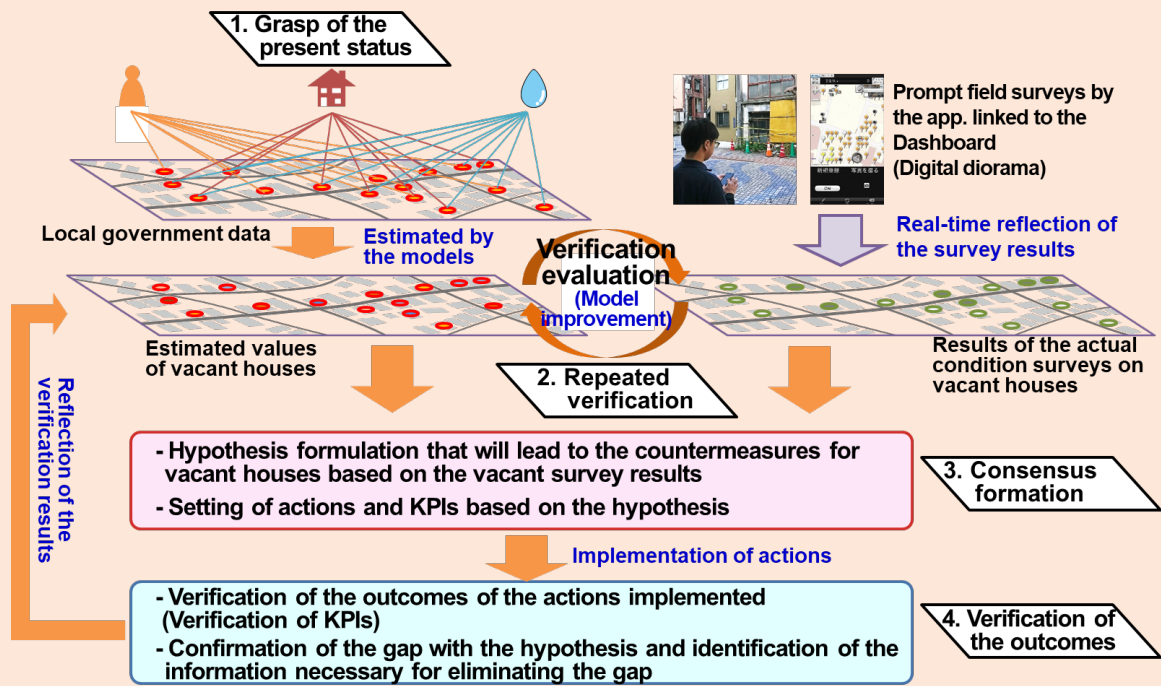 1. Grasp of the
present status
Prompt field surveys by
the app. linked to the
Dashboard
(Digital diorama)
Local government data
Estimated by
the models
Real-time reflection of
the survey results
Verification
evaluation
(Model
improvement)
Estimated values
of vacant houses
Results of the actual
condition surveys on
vacant houses
2. Repeated
verification
Reflection of the
verification results
- Hypothesis formulation that will lead to the countermeasures for
vacant houses based on the vacant survey results
- Setting of actions and KPIs based on the hypothesis
3. Consensus
formation
Implementation of actions
- Verification of the outcomes of the actions implemented
(Verification of KPIs)
- Confirmation of the gap with the hypothesis and identification of the
information necessary for eliminating the gap
4. Verification of
the outcomes